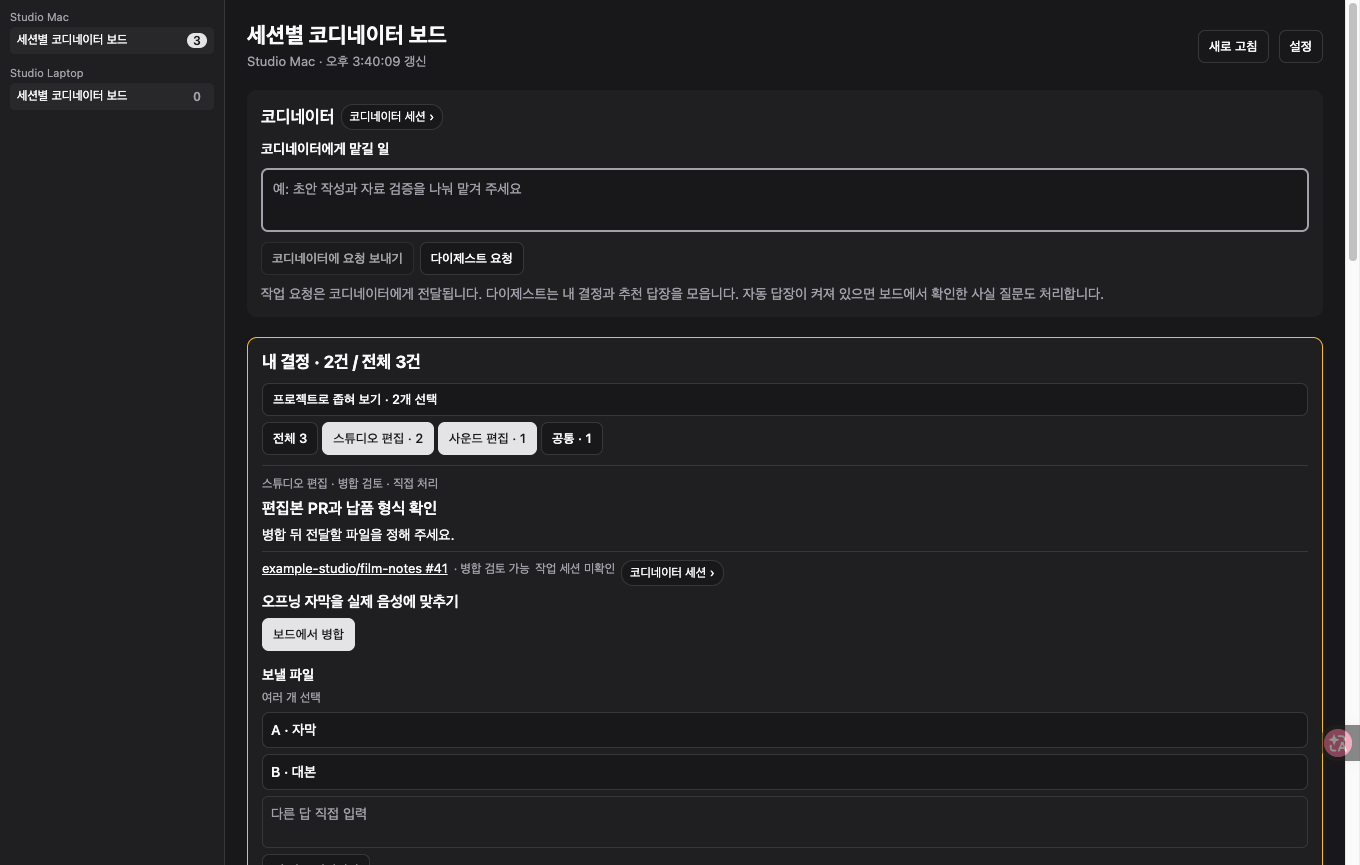 Studio Mac
세션별 코디네이터 보드 3
Studio Laptop
세션별 코디네이터 보드 0
세션별 코디네이터 보드
Studio Mac · 오후 3:40:09 갱신
새로 고침 설정
코디네이터 코디네이터 세션 ›
코디네이터에게 맡길 일
예: 초안 작성과 자료 검증을 나눠 맡겨 주세요
코디네이터에 요청 보내기 다이제스트 요청
작업 요청은 코디네이터에게 전달됩니다. 다이제스트는 내 결정과 추천 답장을 모읍니다. 자동 답장이 켜져 있으면 보드에서 확인한 사실 질문도 처리합니다.
내 결정 · 2건 / 전체 3건
프로젝트로 좁혀 보기 · 2개 선택
전체 3 스튜디오 편집 · 2 사운드 편집 · 1 공통 · 1
스튜디오 편집 · 병합 검토 · 직접 처리
편집본 PR과 납품 형식 확인
병합 뒤 전달할 파일을 정해 주세요.
example-studio/film-notes #41 · 병합 검토 가능 작업 세션 미확인 코디네이터 세션 ›
오프닝 자막을 실제 음성에 맞추기
보드에서 병합
보낼 파일
여러 개 선택
A · 자막
B · 대본
다른 답 직접 입력